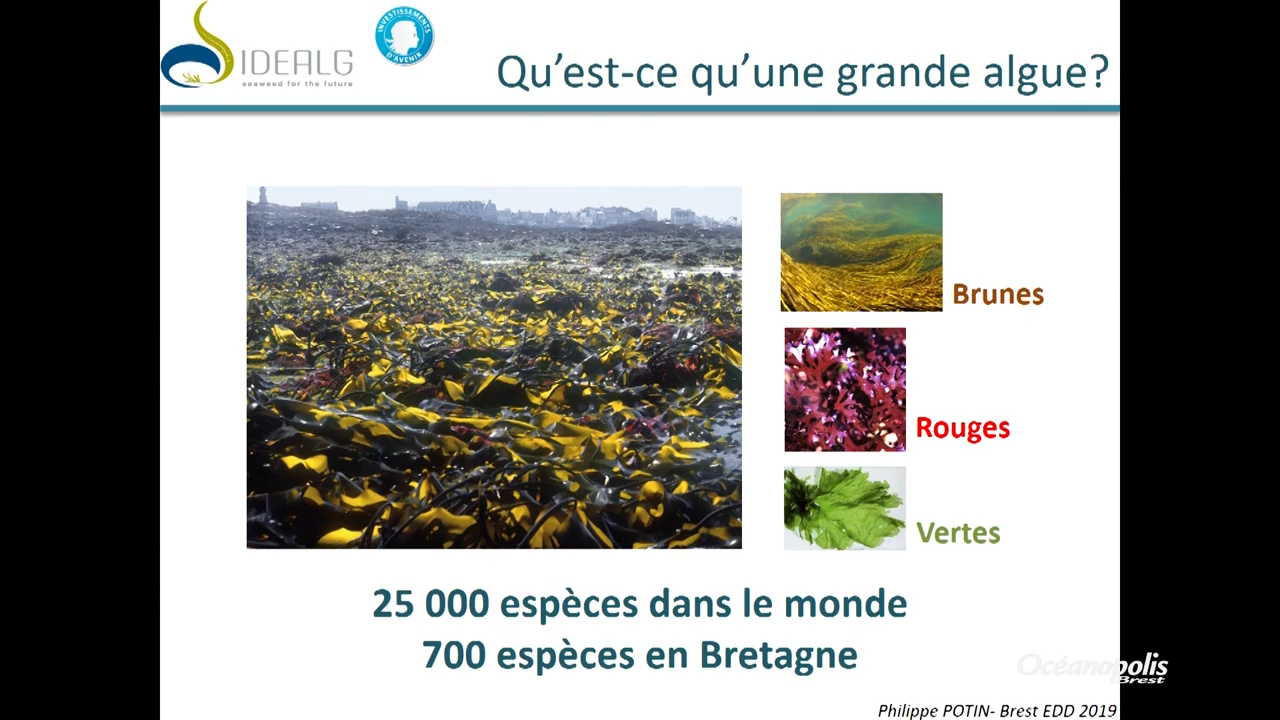 IDEALG
seaweed for the future
INVESTISSEMENTS
D'AVENIR
Qu'est-ce qu'une grande algue?
Brunes
Rouges
Vertes
25 000 espèces dans le monde
700 espèces en Bretagne
Océanopolis
Brest
Philippe POTIN- Brest EDD 2019